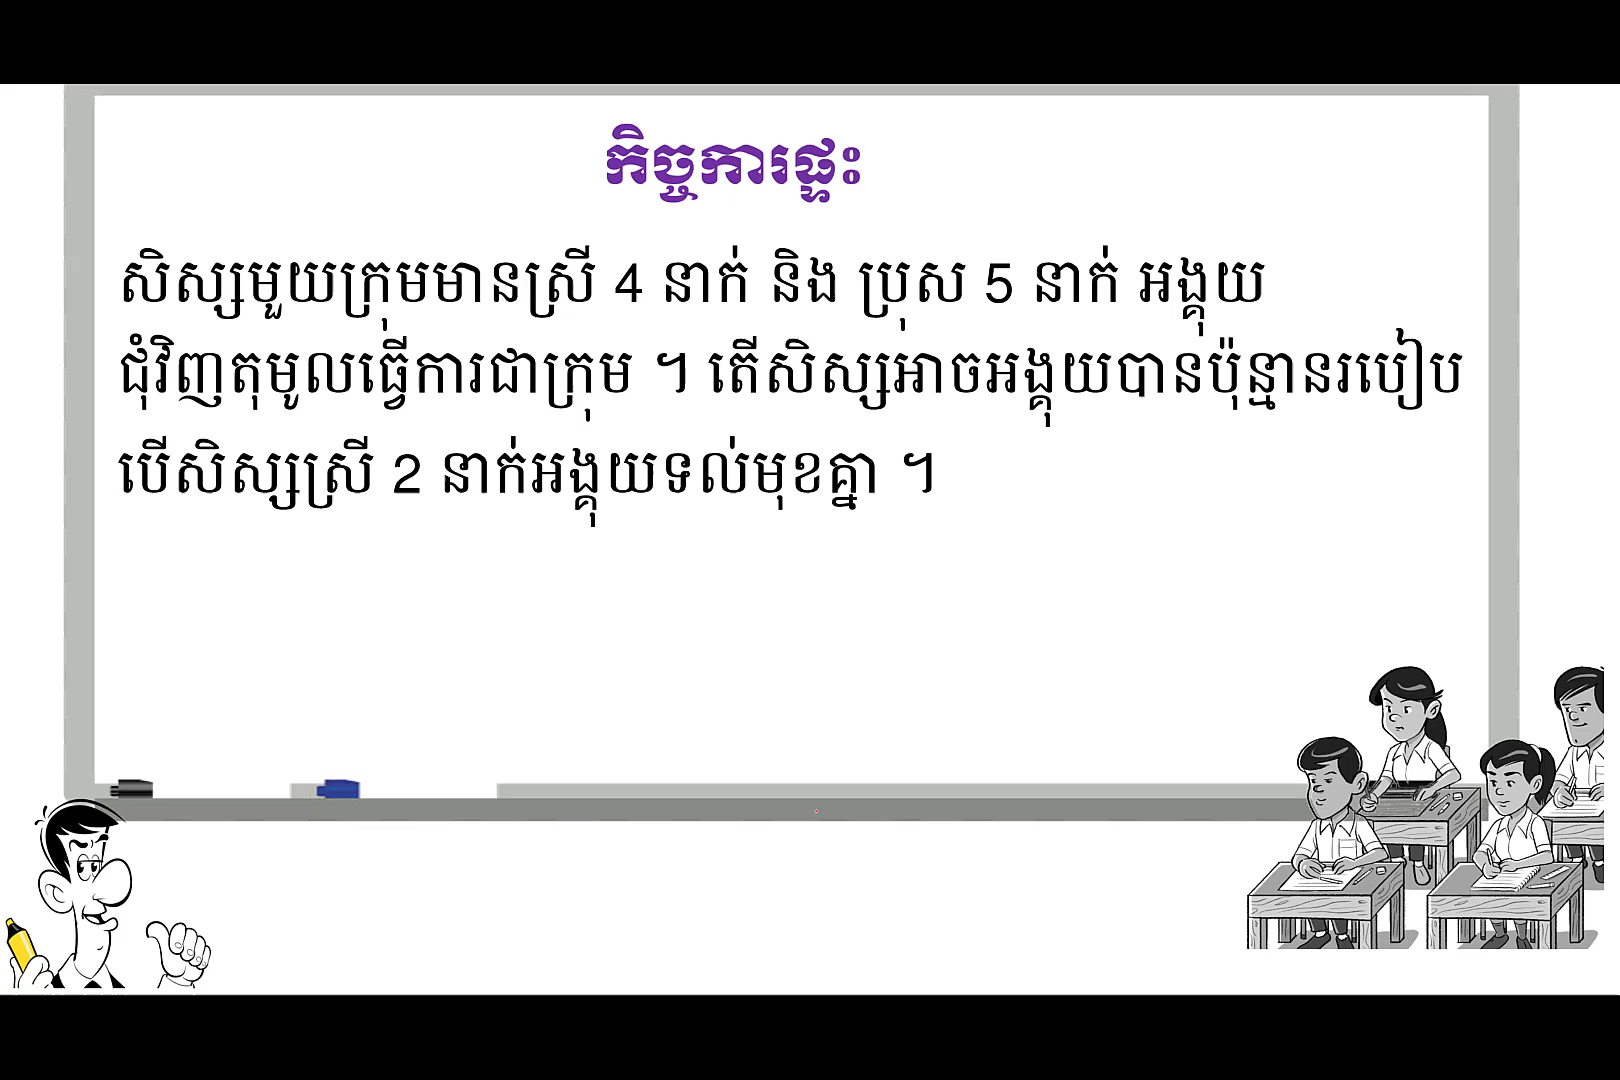 កិច្ចការផ្ទះ
សិស្សមួយក្រុមមានស្រី 4 នាក់ និង ប្រុស 5 នាក់ អង្គុយ
ជុំវិញតុមូលធ្វើការជាក្រុម ។ តើសិស្សអាចអង្គុយបានប៉ុន្មានរបៀប
បើសិស្សស្រី 2 នាក់អង្គុយទល់មុខគ្នា ។